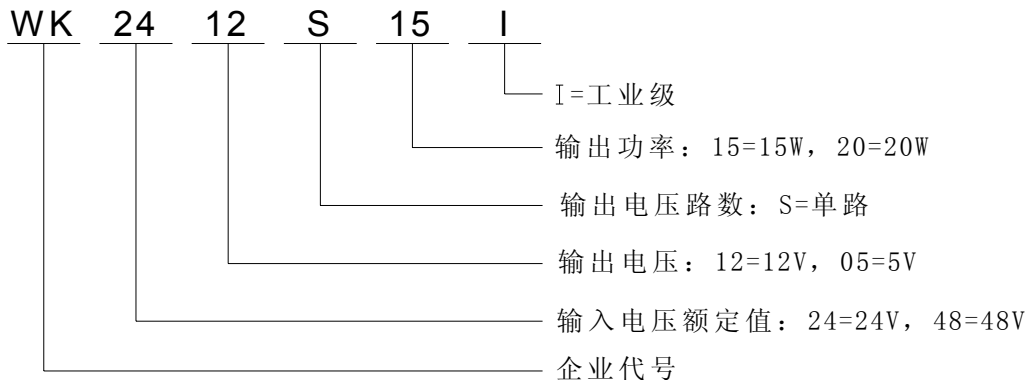 WK 24 12 S 15 I
I=工业级
输出功率：15=15W，20=20W
输出电压路数：S=单路
输出电压：12=12V，05=5V
输入电压额定值：24=24V，48=48V
企业代号